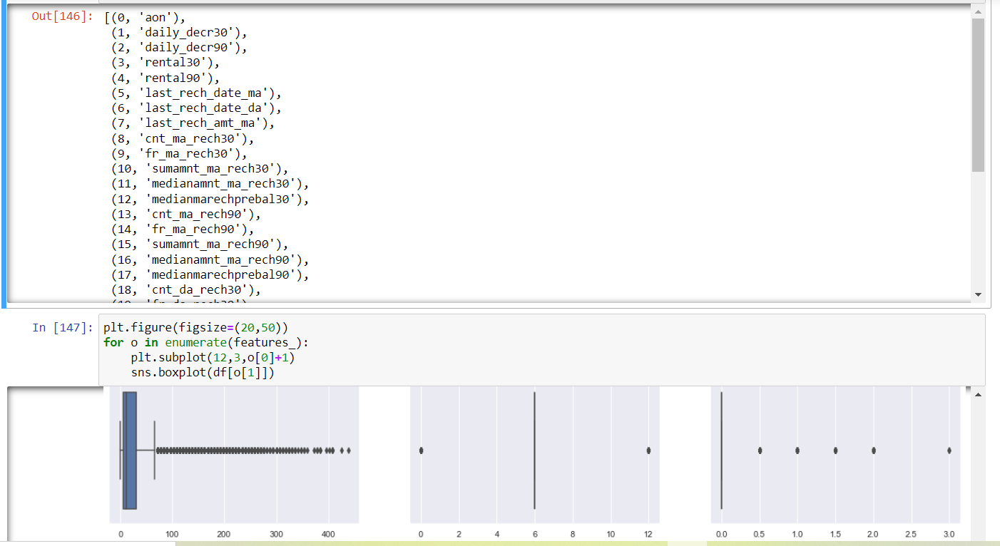 Out[146]: [(0, 'aon'),
(1, 'daily_decr30'),
(2, 'daily_decr90'),
(3, 'rental30'),
(4, 'rental90'),
(5, 'last_rech_date_ma'),
(6, 'last_rech_date_da'),
(7, 'last_rech_amt_ma'),
(8, 'cnt_ma_rech30'),
(9, 'fr_ma_rech30'),
(10, 'sumamnt_ma_rech30'),
(11, 'medianamnt_ma_rech30'),
(12, 'medianmarechprebal30'),
(13, 'cnt_ma_rech90'),
(14, 'fr_ma_rech90'),
(15, 'sumamnt_ma_rech90'),
(16, 'medianamnt_ma_rech90'),
(17, 'medianmarechprebal90'),
(18, 'cnt_da_rech30'),
In [147]: plt.figure(figsize=(20,50))
for o in enumerate(features_):
plt.subplot(12,3,o[0]+1)
sns.boxplot(df[o[1]])
0 100 200 300 400
0 2 4 6 8 10 12
0.0 0.5 1.0 1.5 2.0 2.5 3.0